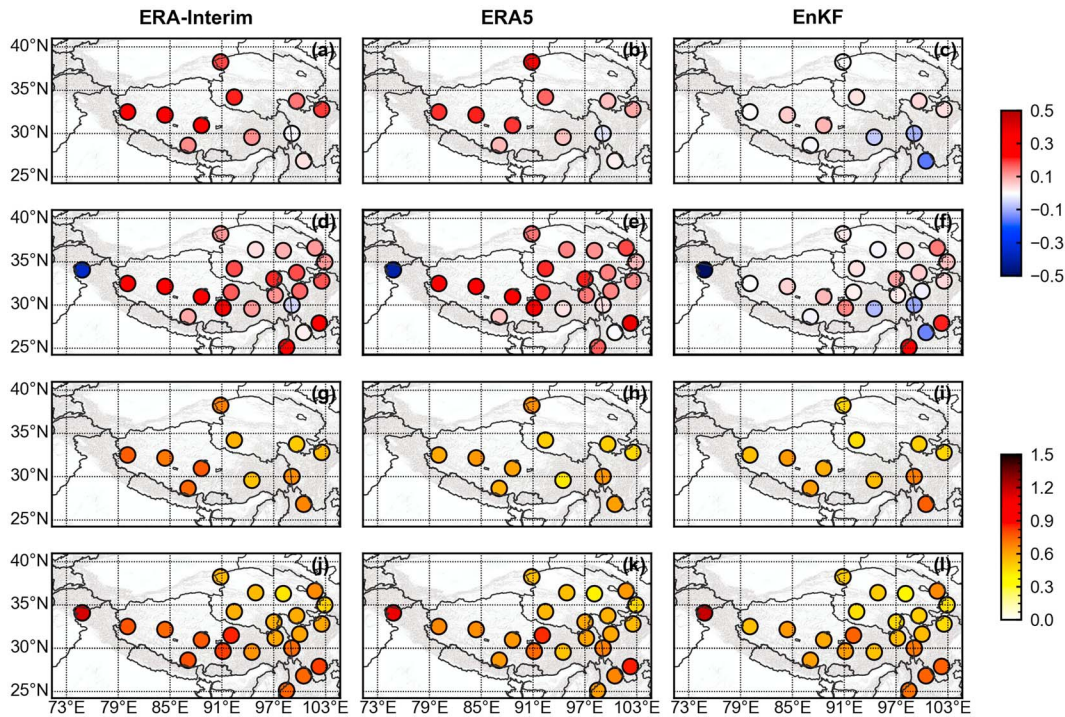 ERA-Interim ERA5 EnKF
40°N (a) (b) (c)
35°N
30°N
25°N
0.5
0.3
0.1
−0.1
−0.3
−0.5
40°N (d) (e) (f)
35°N
30°N
25°N
40°N (g) (h) (i)
35°N
30°N
25°N
1.5
1.2
0.9
0.6
0.3
0.0
40°N (j) (k) (l)
35°N
30°N
25°N
73°E 79°E 85°E 91°E 97°E 103°E 73°E 79°E 85°E 91°E 97°E 103°E 73°E 79°E 85°E 91°E 97°E 103°E